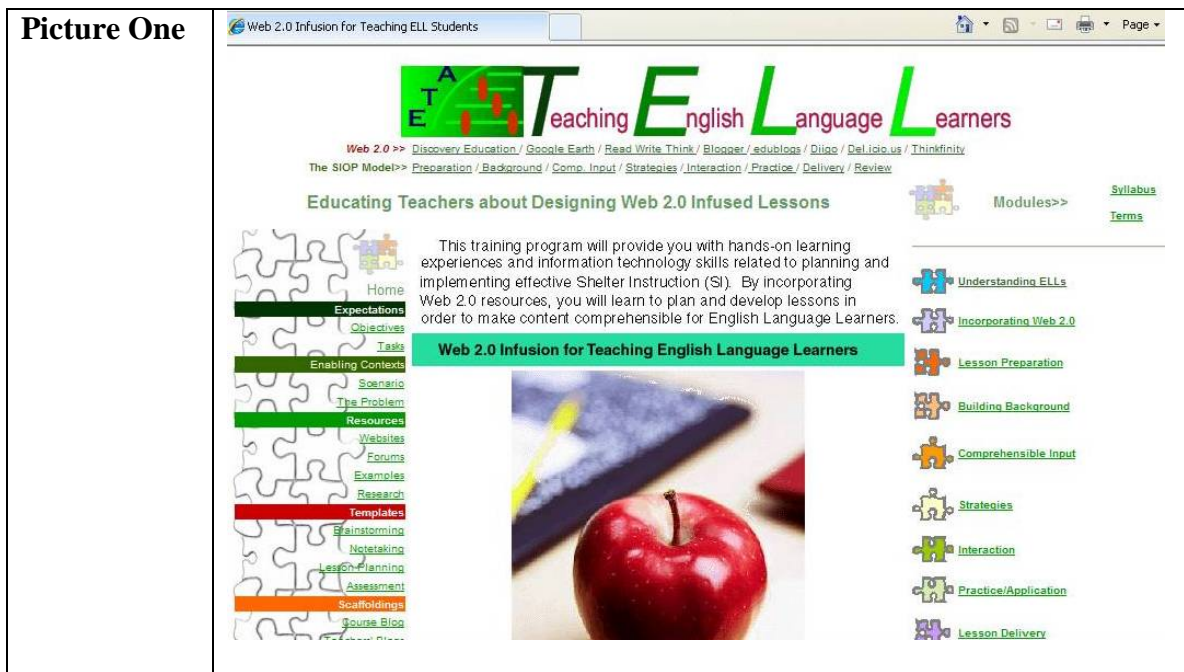 Picture One
Web 2.0 Infusion for Teaching ELL Students
Page
A
T
E
Teaching English Language Learners
Web 2.0 >> Discovery Education / Google Earth / Read Write Think / Blogger / edublogs / Diigo / Del.icio.us / Thinkfinity
The SIOP Model>> Preparation / Background / Comp. Input / Strategies / Interaction / Practice / Delivery / Review
Educating Teachers about Designing Web 2.0 Infused Lessons
Modules>>
Syllabus
Terms
Home
Expectations
Objectives
Tasks
Enabling Contexts
Scenario
The Problem
Resources
Websites
Forums
Examples
Research
Templates
Brainstorming
Notetaking
Lesson-Planning
Assessment
Scaffoldings
Course Blog
This training program will provide you with hands-on learning
experiences and information technology skills related to planning and
implementing effective Shelter Instruction (SI). By incorporating
Web 2.0 resources, you will learn to plan and develop lessons in
order to make content comprehensible for English Language Learners.
Web 2.0 Infusion for Teaching English Language Learners
Understanding ELLs
Incorporating Web 2.0
Lesson Preparation
Building Background
Comprehensible Input
Strategies
Interaction
Practice/Application
Lesson Delivery